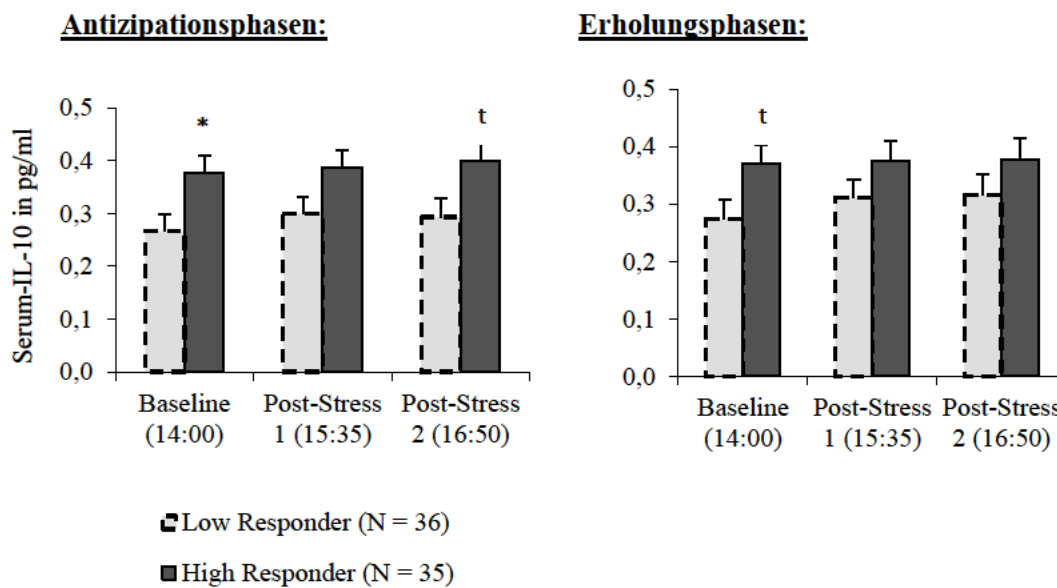 Antizipationsphasen:
Erholungsphasen:
Serum-IL-10 in pg/ml
0,5
0,4
0,3
0,2
0,1
0,0
*
t
Baseline
(14:00)
Post-Stress
1 (15:35)
Post-Stress
2 (16:50)
0,5
0,4
0,3
0,2
0,1
0,0
t
Baseline
(14:00)
Post-Stress
1 (15:35)
Post-Stress
2 (16:50)
Low Responder (N = 36)
High Responder (N = 35)